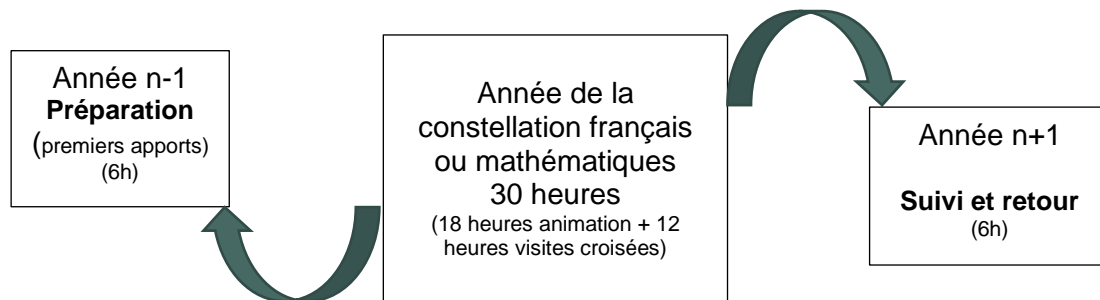 Année n-1
Préparation
(premiers apports)
(6h)
Année de la
constellation français
ou mathématiques
30 heures
(18 heures animation + 12
heures visites croisées)
Année n+1
Suivi et retour
(6h)